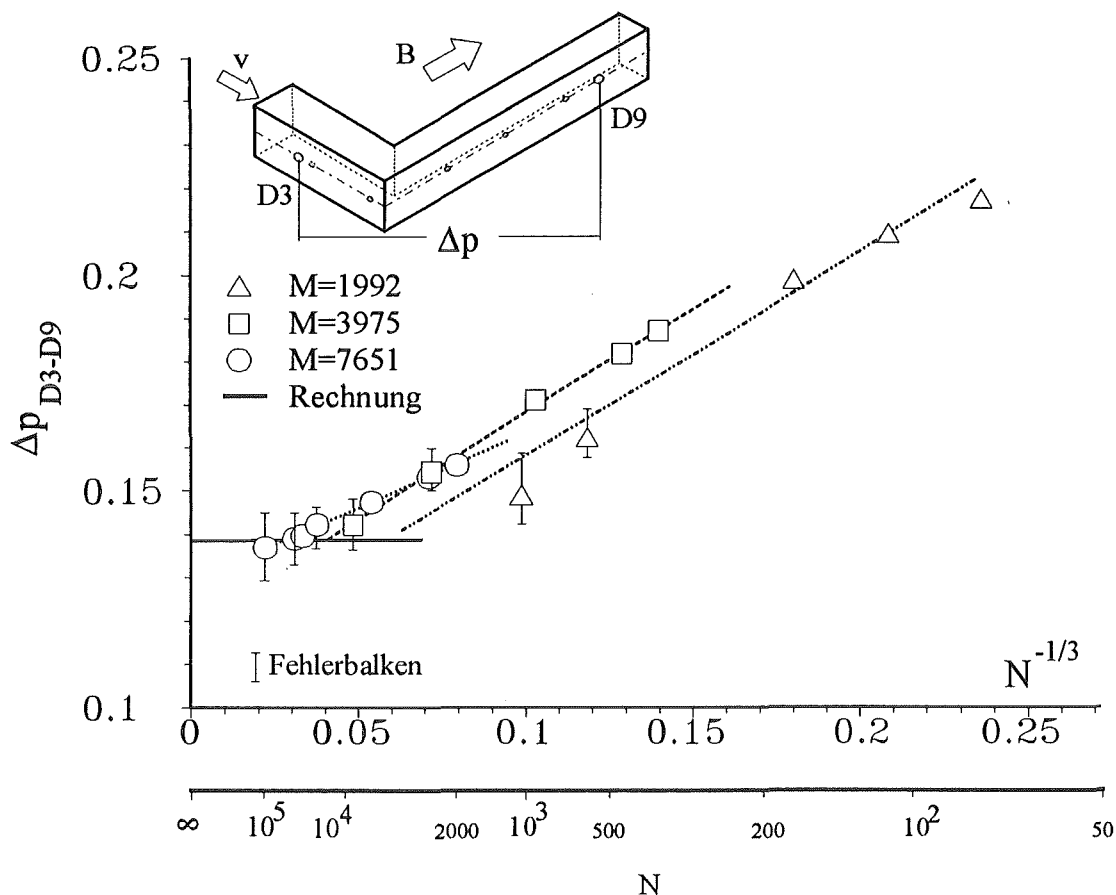 0.25
v
B
D9
D3
Δp
0.2
M=1992
M=3975
M=7651
Rechnung
Δp D3-D9
0.15
Fehlerbalken
N^-1/3
0.1
0 0.05 0.1 0.15 0.2 0.25
∞ 10^5 10^4 2000 10^3 500 200 10^2 50
N